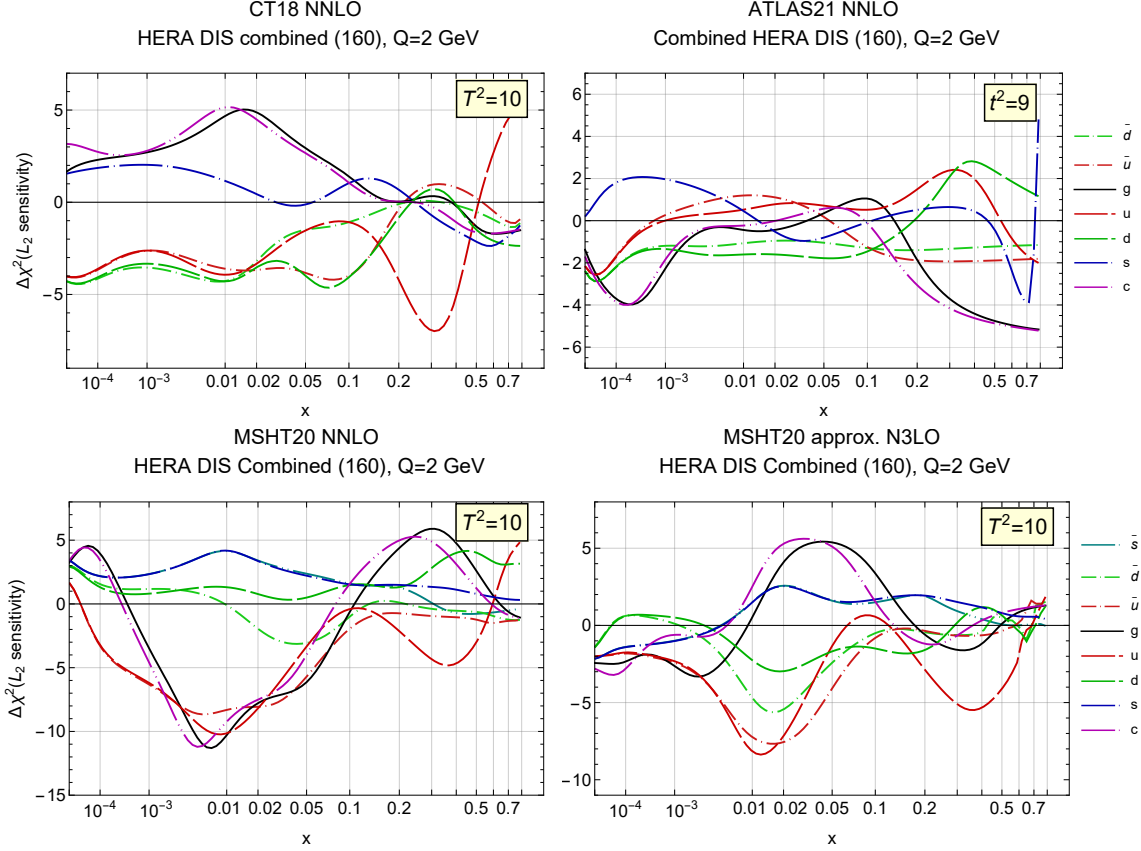 CT18 NNLO
HERA DIS combined (160), Q=2 GeV
T²=10
Δχ²(L₂ sensitivity)
5
0
−5
10⁻⁴ 10⁻³ 0.01 0.02 0.05 0.1 0.2 0.5 0.7
x
ATLAS21 NNLO
Combined HERA DIS (160), Q=2 GeV
t²=9
6
4
2
0
−2
−4
−6
10⁻⁴ 10⁻³ 0.01 0.02 0.05 0.1 0.2 0.5 0.7
x
d̄
ū
g
u
d
s
c
MSHT20 NNLO
HERA DIS Combined (160), Q=2 GeV
T²=10
Δχ²(L₂ sensitivity)
5
0
−5
−10
−15
10⁻⁴ 10⁻³ 0.01 0.02 0.05 0.1 0.2 0.5 0.7
x
MSHT20 approx. N3LO
HERA DIS Combined (160), Q=2 GeV
T²=10
5
0
−5
−10
10⁻⁴ 10⁻³ 0.01 0.02 0.05 0.1 0.2 0.5 0.7
x
s̄
d̄
ū
g
u
d
s
c